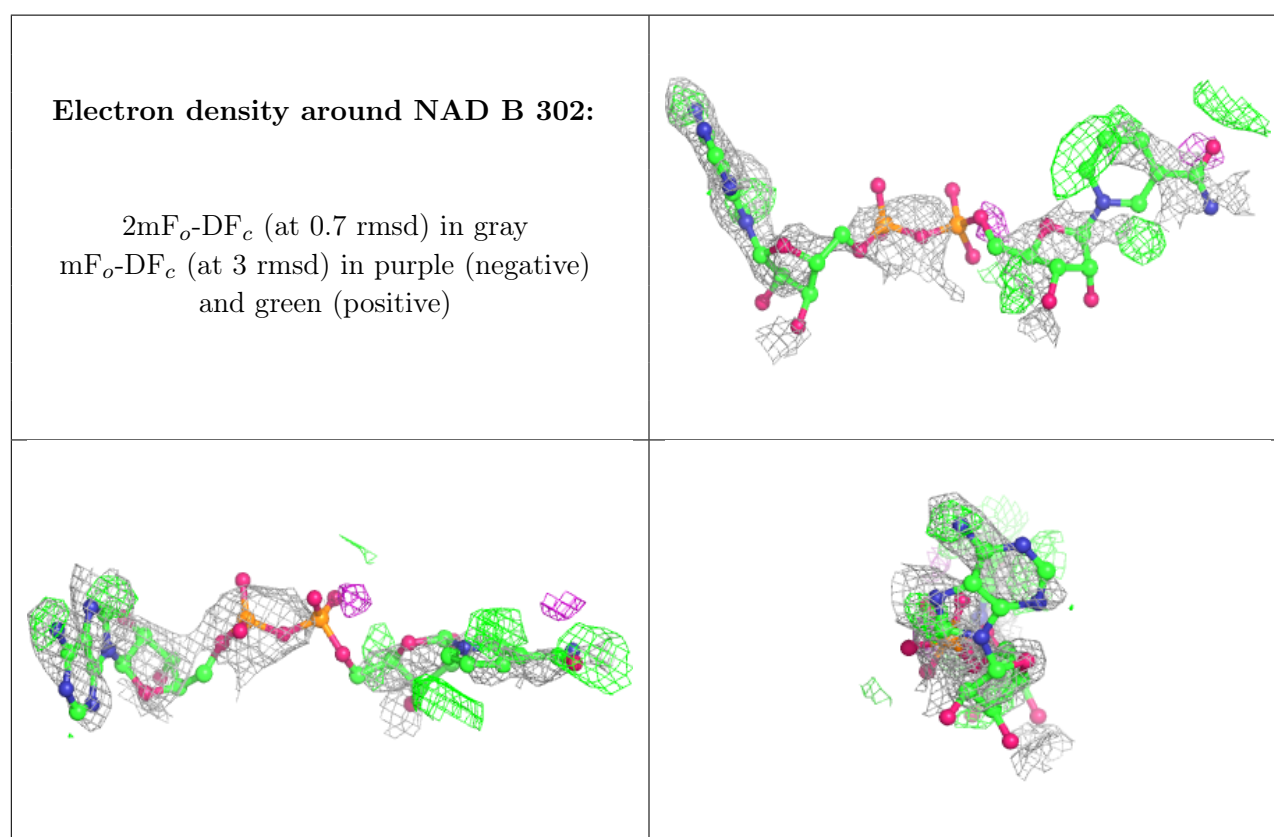 Electron density around NAD B 302:
2mFo-DFc (at 0.7 rmsd) in gray
mFo-DFc (at 3 rmsd) in purple (negative)
and green (positive)